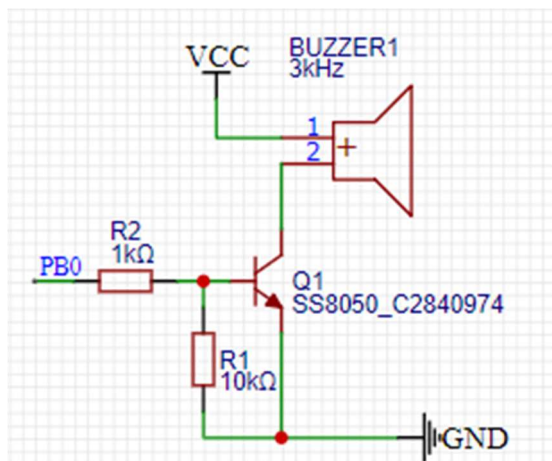 BUZZER1
VCC
3kHz
1
2
+
R2
1kΩ
PB0
Q1
SS8050_C2840974
R1
10kΩ
GND